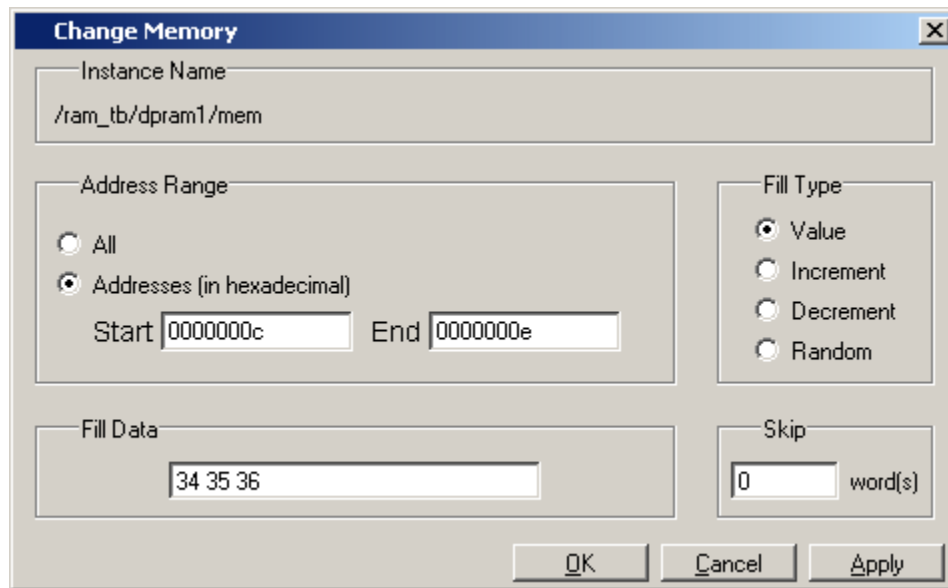 Change Memory
Instance Name
/ram_tb/dpram1/mem
Address Range
All
Addresses (in hexadecimal)
Start 0000000c End 0000000e
Fill Type
Value
Increment
Decrement
Random
Fill Data
34 35 36
Skip
0 word(s)
OK Cancel Apply